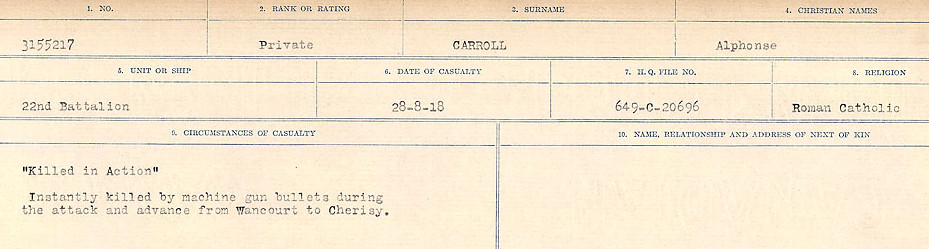 1. NO. 2. RANK OR RATING 3. SURNAME 4. CHRISTIAN NAMES
3155217 Private CARROLL Alphonse
5. UNIT OR SHIP 6. DATE OF CASUALTY 7. H.Q. FILE NO. 8. RELIGION
22nd Battalion 28-8-18 649-C-20696 Roman Catholic
9. CIRCUMSTANCES OF CASUALTY 10. NAME, RELATIONSHIP AND ADDRESS OF NEXT OF KIN
"Killed in Action"
Instantly killed by machine gun bullets during
the attack and advance from Wancourt to Cherisy.